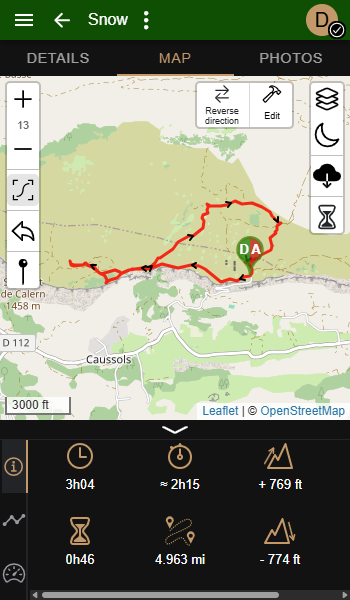 Snow
D
DETAILS
MAP
PHOTOS
+
13
−
Reverse
direction
Edit
D A
de Calern
1458 m
D 112
Caussols
3000 ft
Leaflet | © OpenStreetMap
3h04
≈ 2h15
+ 769 ft
0h46
4.963 mi
- 774 ft